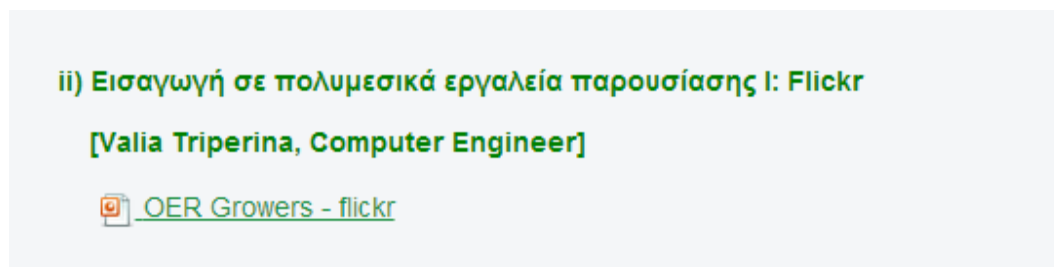 ii) Εισαγωγή σε πολυμεσικά εργαλεία παρουσίασης I: Flickr
[Valia Triperina, Computer Engineer]
OER Growers - flickr